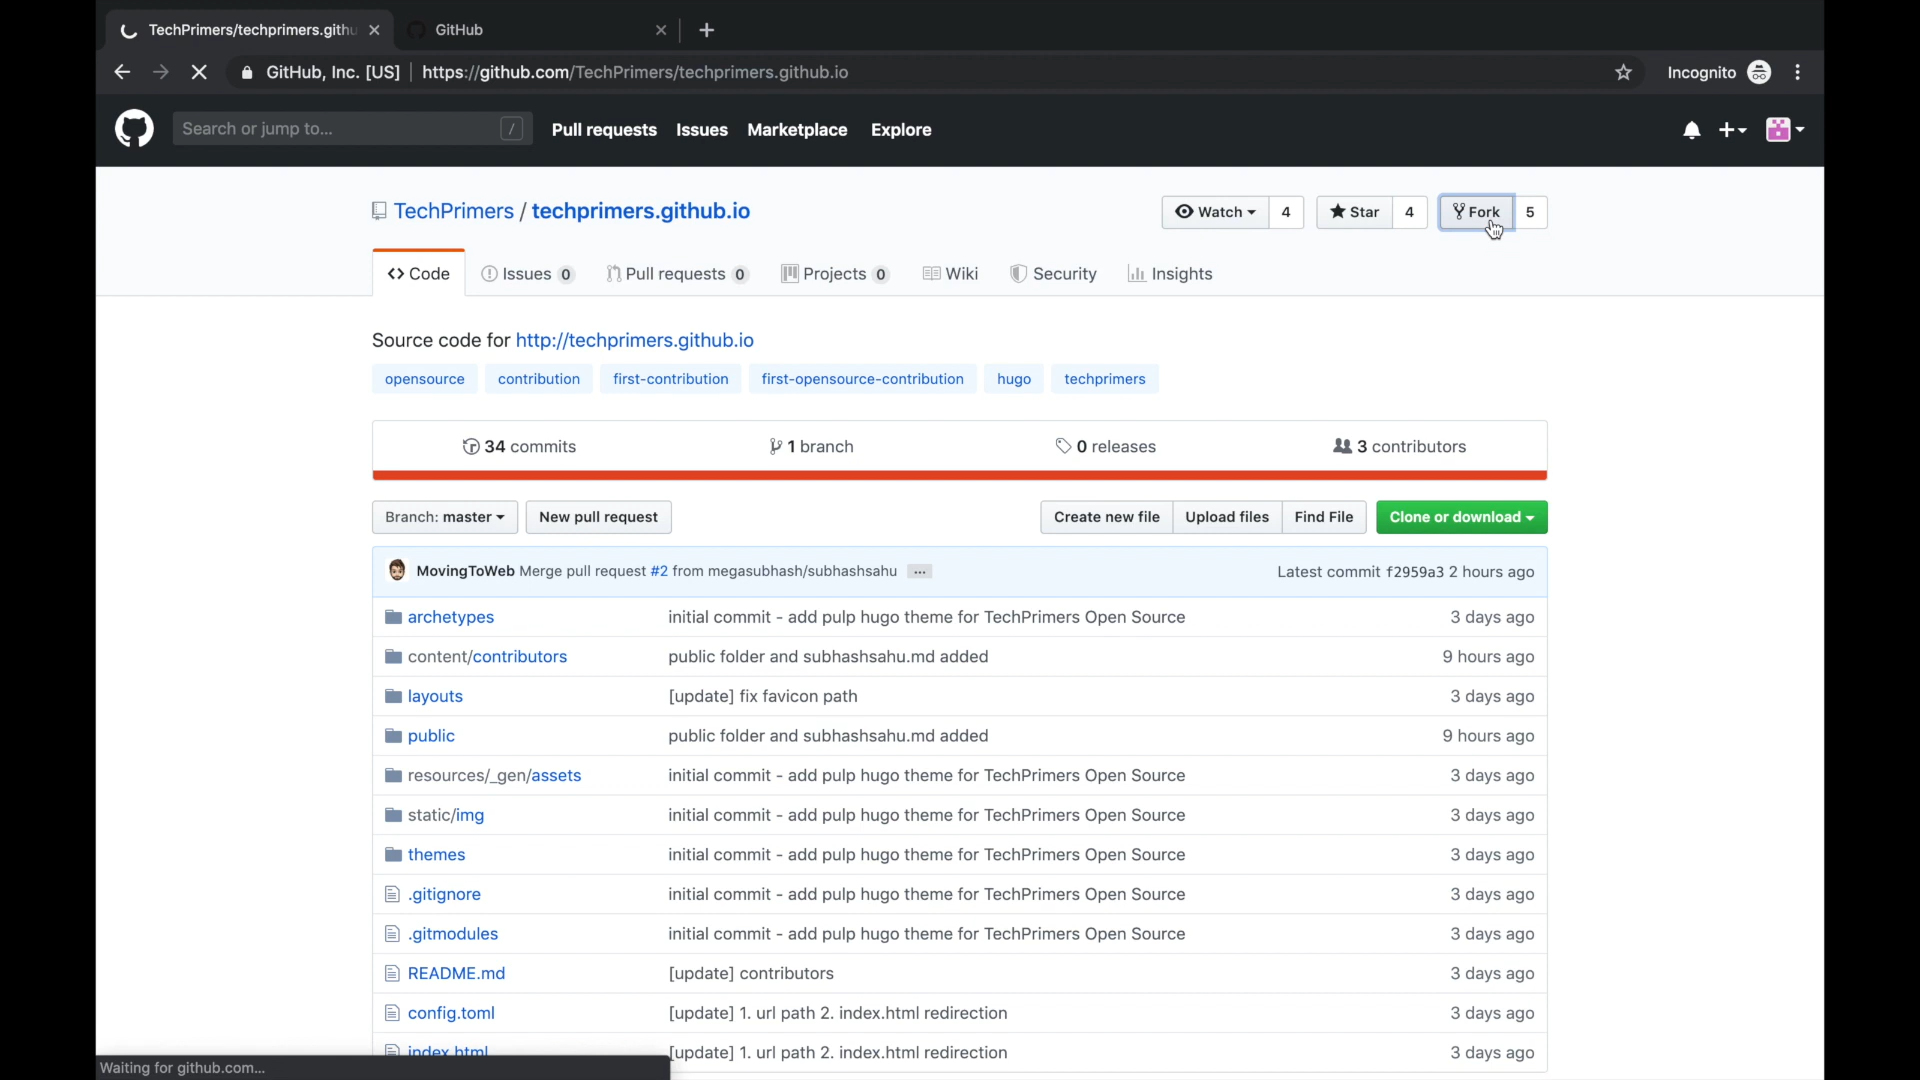 TechPrimers/techprimers.githu
GitHub
GitHub, Inc. [US] https://github.com/TechPrimers/techprimers.github.io Incognito
Search or jump to... / Pull requests Issues Marketplace Explore
TechPrimers / techprimers.github.io Watch 4 Star 4 Fork 5
Code Issues 0 Pull requests 0 Projects 0 Wiki Security Insights
Source code for http://techprimers.github.io
opensource contribution first-contribution first-opensource-contribution hugo techprimers
34 commits 1 branch 0 releases 3 contributors
Branch: master New pull request Create new file Upload files Find File Clone or download
MovingToWeb Merge pull request #2 from megasubhash/subhashsahu ... Latest commit f2959a3 2 hours ago
archetypes initial commit - add pulp hugo theme for TechPrimers Open Source 3 days ago
content/contributors public folder and subhashsahu.md added 9 hours ago
layouts [update] fix favicon path 3 days ago
public public folder and subhashsahu.md added 9 hours ago
resources/_gen/assets initial commit - add pulp hugo theme for TechPrimers Open Source 3 days ago
static/img initial commit - add pulp hugo theme for TechPrimers Open Source 3 days ago
themes initial commit - add pulp hugo theme for TechPrimers Open Source 3 days ago
.gitignore initial commit - add pulp hugo theme for TechPrimers Open Source 3 days ago
.gitmodules initial commit - add pulp hugo theme for TechPrimers Open Source 3 days ago
README.md [update] contributors 3 days ago
config.toml [update] 1. url path 2. index.html redirection 3 days ago
index.html [update] 1. url path 2. index.html redirection 3 days ago
Waiting for github.com...